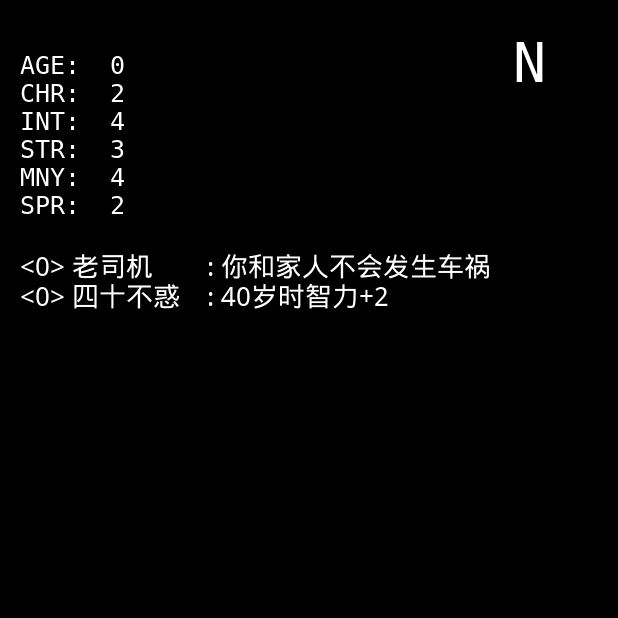 N
AGE: 0
CHR: 2
INT: 4
STR: 3
MNY: 4
SPR: 2
<0> 老司机 : 你和家人不会发生车祸
<0> 四十不惑 : 40岁时智力+2